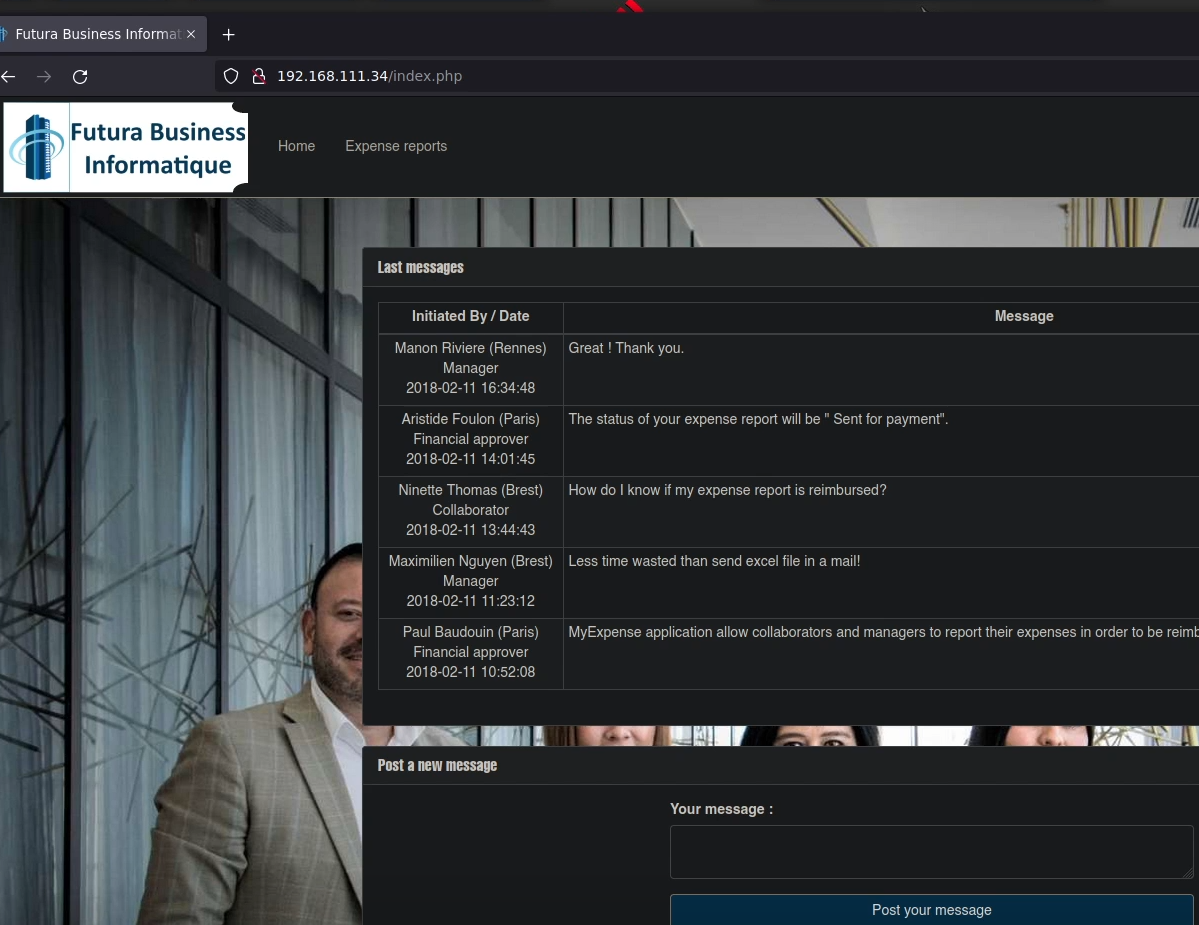 Futura Business Informat
192.168.111.34/index.php
Futura Business
Informatique
Home
Expense reports
Last messages
Initiated By / Date
Message
Manon Riviere (Rennes)
Manager
2018-02-11 16:34:48
Great ! Thank you.
Aristide Foulon (Paris)
Financial approver
2018-02-11 14:01:45
The status of your expense report will be " Sent for payment".
Ninette Thomas (Brest)
Collaborator
2018-02-11 13:44:43
How do I know if my expense report is reimbursed?
Maximilien Nguyen (Brest)
Manager
2018-02-11 11:23:12
Less time wasted than send excel file in a mail!
Paul Baudouin (Paris)
Financial approver
2018-02-11 10:52:08
MyExpense application allow collaborators and managers to report their expenses in order to be reimb
Post a new message
Your message :
Post your message